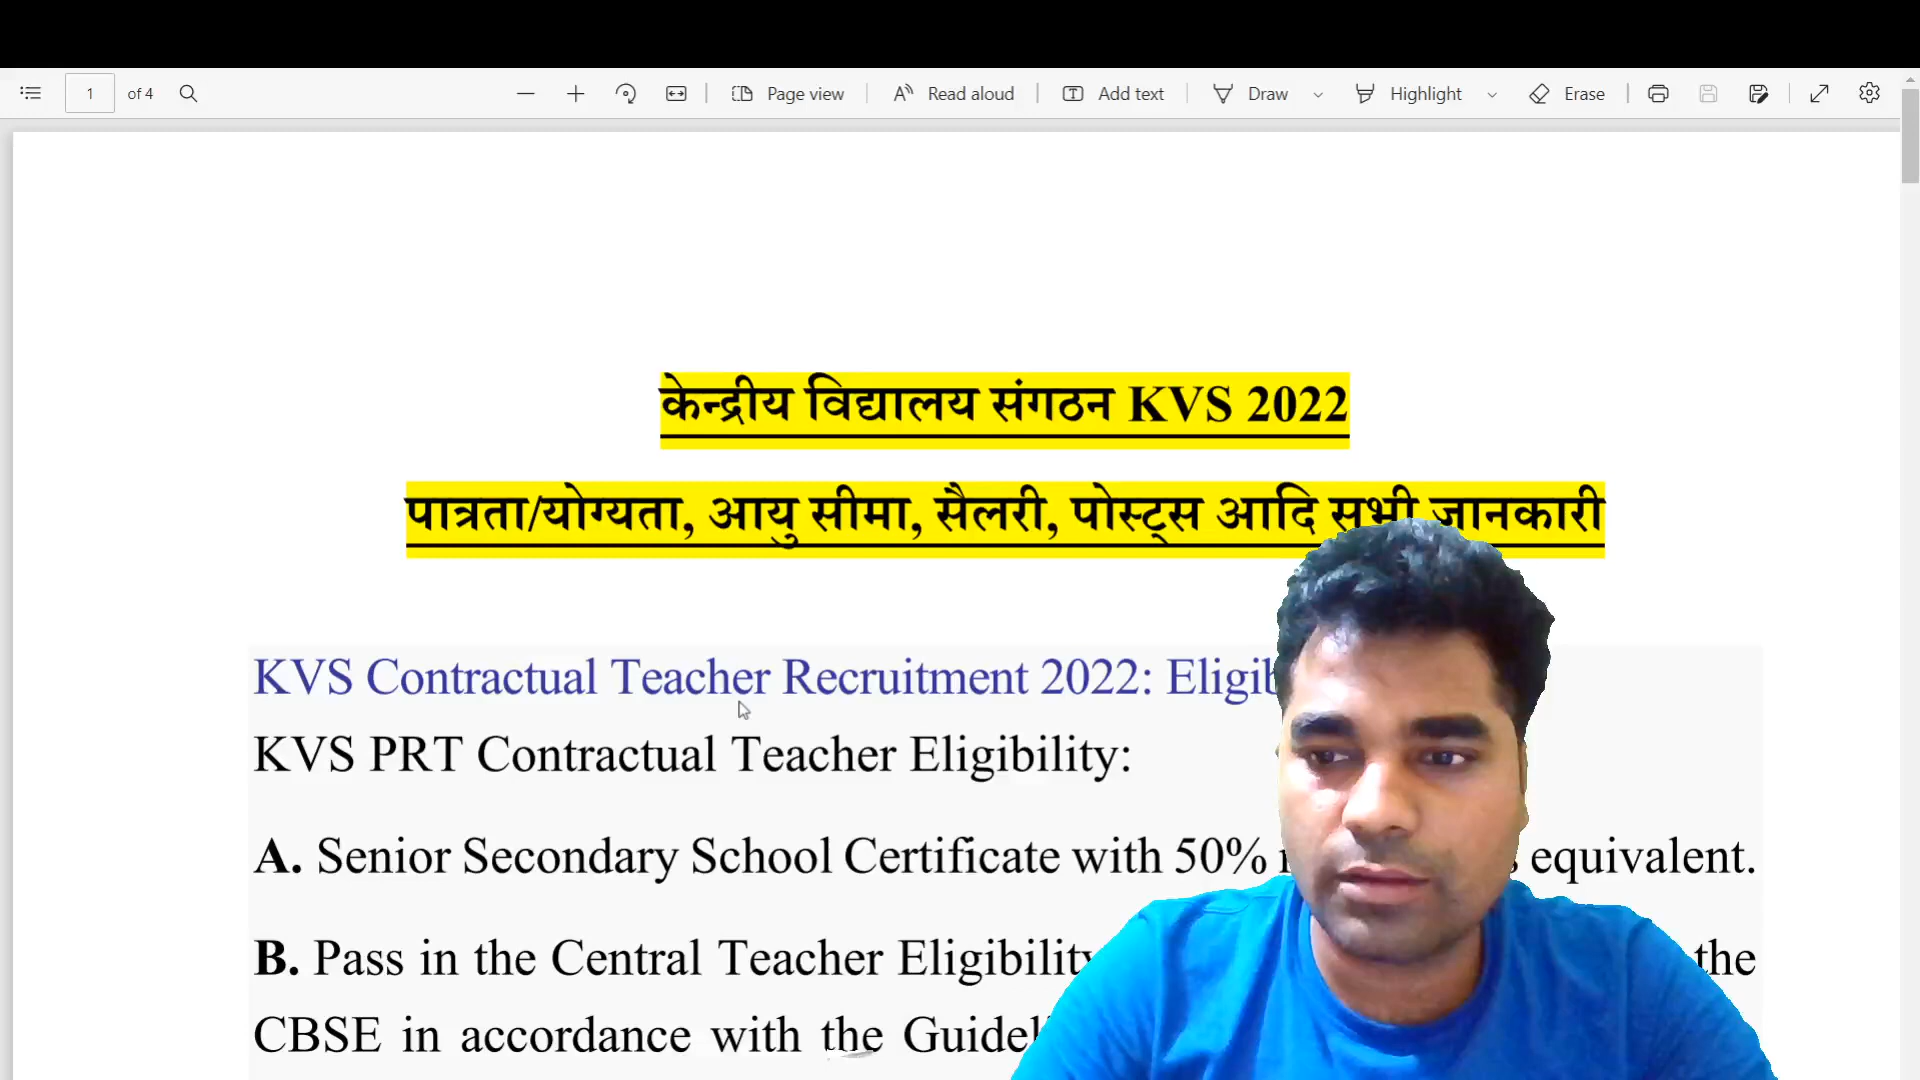 1 of 4 Page view Read aloud Add text Draw Highlight Erase
केन्द्रीय विद्यालय संगठन KVS 2022
पात्रता/योग्यता, आयु सीमा, सैलरी, पोस्ट्स आदि सभी जानकारी
KVS Contractual Teacher Recruitment 2022:
KVS PRT Contractual Teacher Eligibility:
A. Senior Secondary School Certificate with 50% equivalent.
B. Pass in the Central Teacher Eligibility the
CBSE in accordance with the